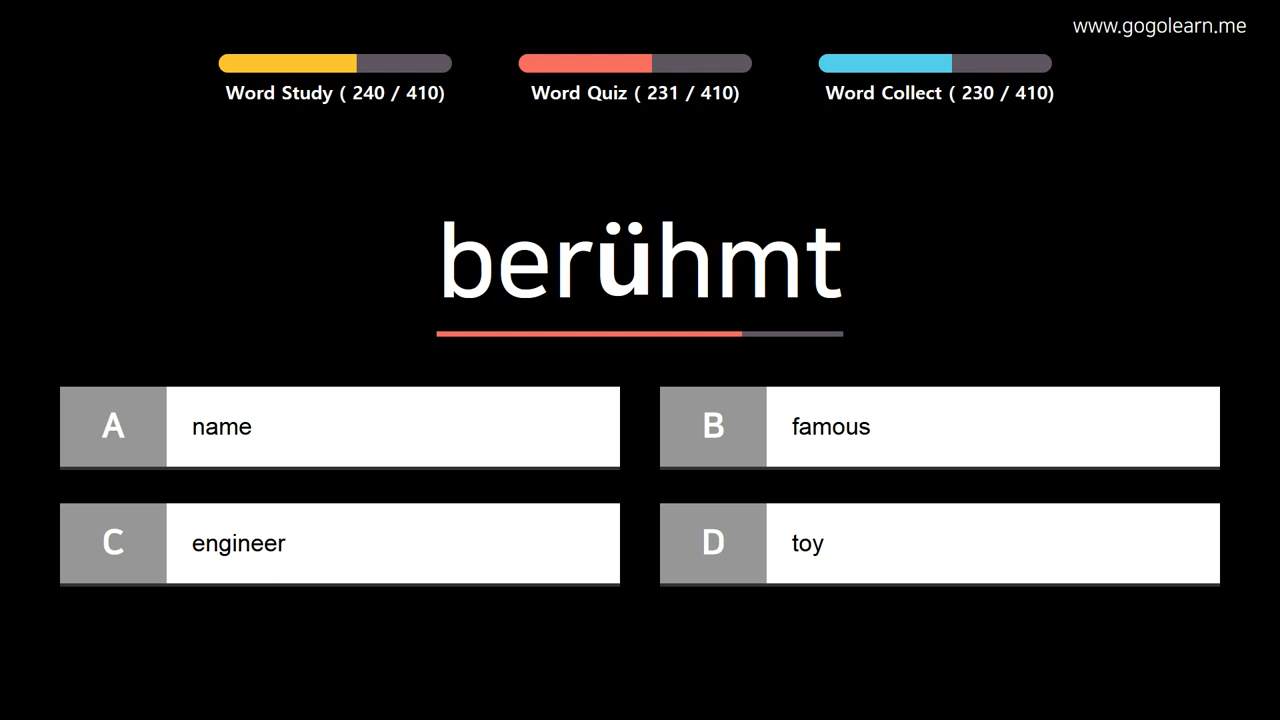 www.gogolearn.me
Word Study ( 240 / 410)
Word Quiz ( 231 / 410)
Word Collect ( 230 / 410)
berühmt
A name
B famous
C engineer
D toy